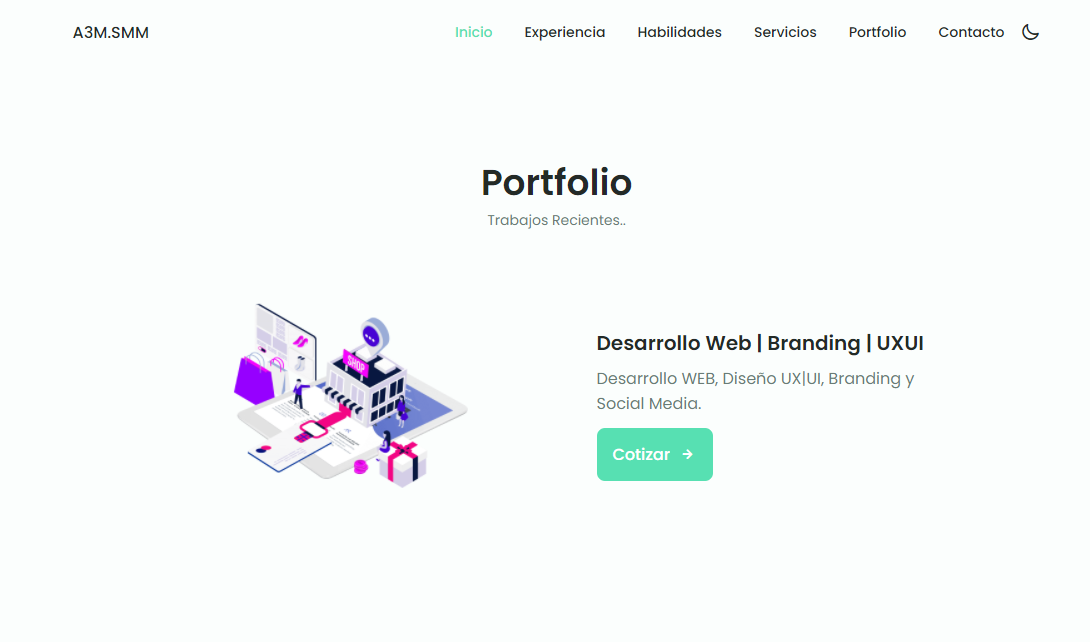 A3M.SMM
Inicio Experiencia Habilidades Servicios Portfolio Contacto
Portfolio
Trabajos Recientes..
SHOP
Desarrollo Web | Branding | UXUI
Desarrollo WEB, Diseño UX|UI, Branding y
Social Media.
Cotizar